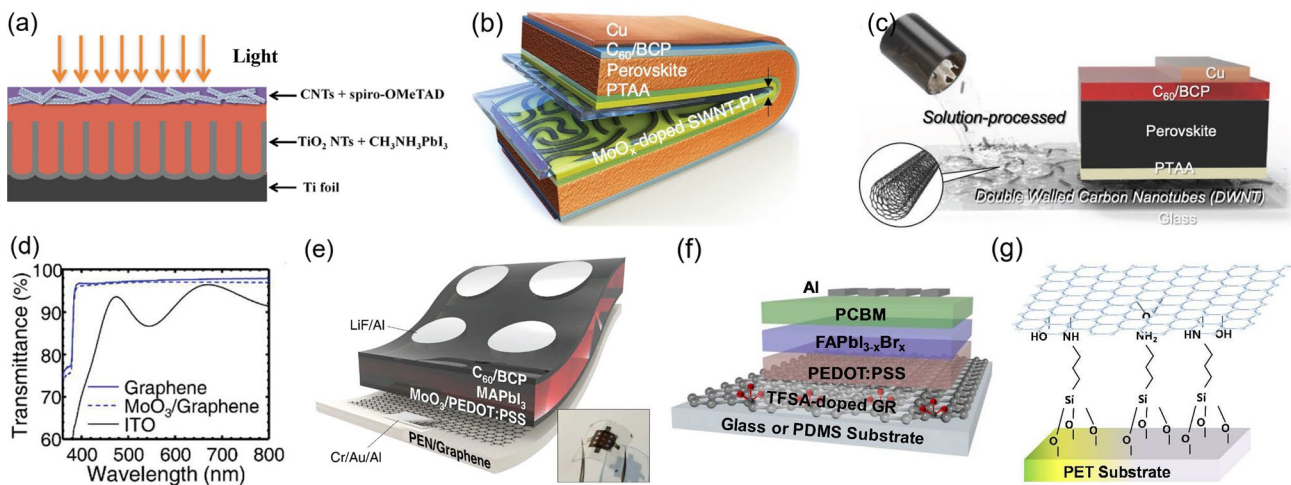 (a)
Light
CNTs + spiro-OMeTAD
TiO₂ NTs + CH₃NH₃PbI₃
Ti foil
(b)
Cu
C₆₀/BCP
Perovskite
PTAA
MoOₓ-doped SWNT-PI
(c)
Solution-processed
Cu
C₆₀/BCP
Perovskite
PTAA
Double Walled Carbon Nanotubes (DWNT)
Glass
(d)
Transmittance (%)
100
90
80
70
60
Graphene
MoO₃/Graphene
ITO
400 500 600 700 800
Wavelength (nm)
(e)
LiF/Al
C₆₀/BCP
MAPbI₃
MoO₃/PEDOT:PSS
PEN/Graphene
Cr/Au/Al
(f)
Al
PCBM
FAPbI₃₋ₓBrₓ
PEDOT:PSS
TFSA-doped GR
Glass or PDMS Substrate
(g)
O
HO NH NH₂ HN OH
Si Si Si
O O O O O O O O O
PET Substrate